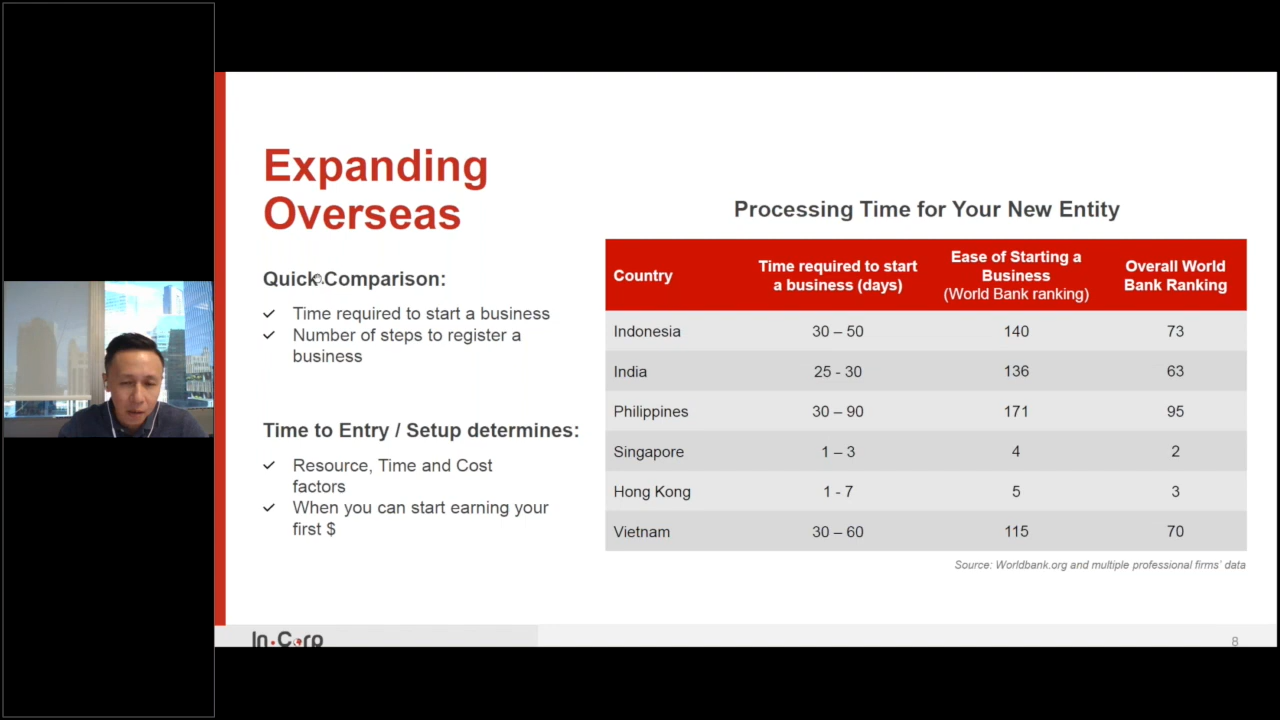 Expanding
Overseas
Quick Comparison:
✓ Time required to start a business
✓ Number of steps to register a
business
Time to Entry / Setup determines:
✓ Resource, Time and Cost
factors
✓ When you can start earning your
first $
Processing Time for Your New Entity
Country
Time required to start
a business (days)
Ease of Starting a
Business
(World Bank ranking)
Overall World
Bank Ranking
Indonesia 30 – 50 140 73
India 25 - 30 136 63
Philippines 30 – 90 171 95
Singapore 1 – 3 4 2
Hong Kong 1 - 7 5 3
Vietnam 30 – 60 115 70
Source: Worldbank.org and multiple professional firms' data
In.Corp
8